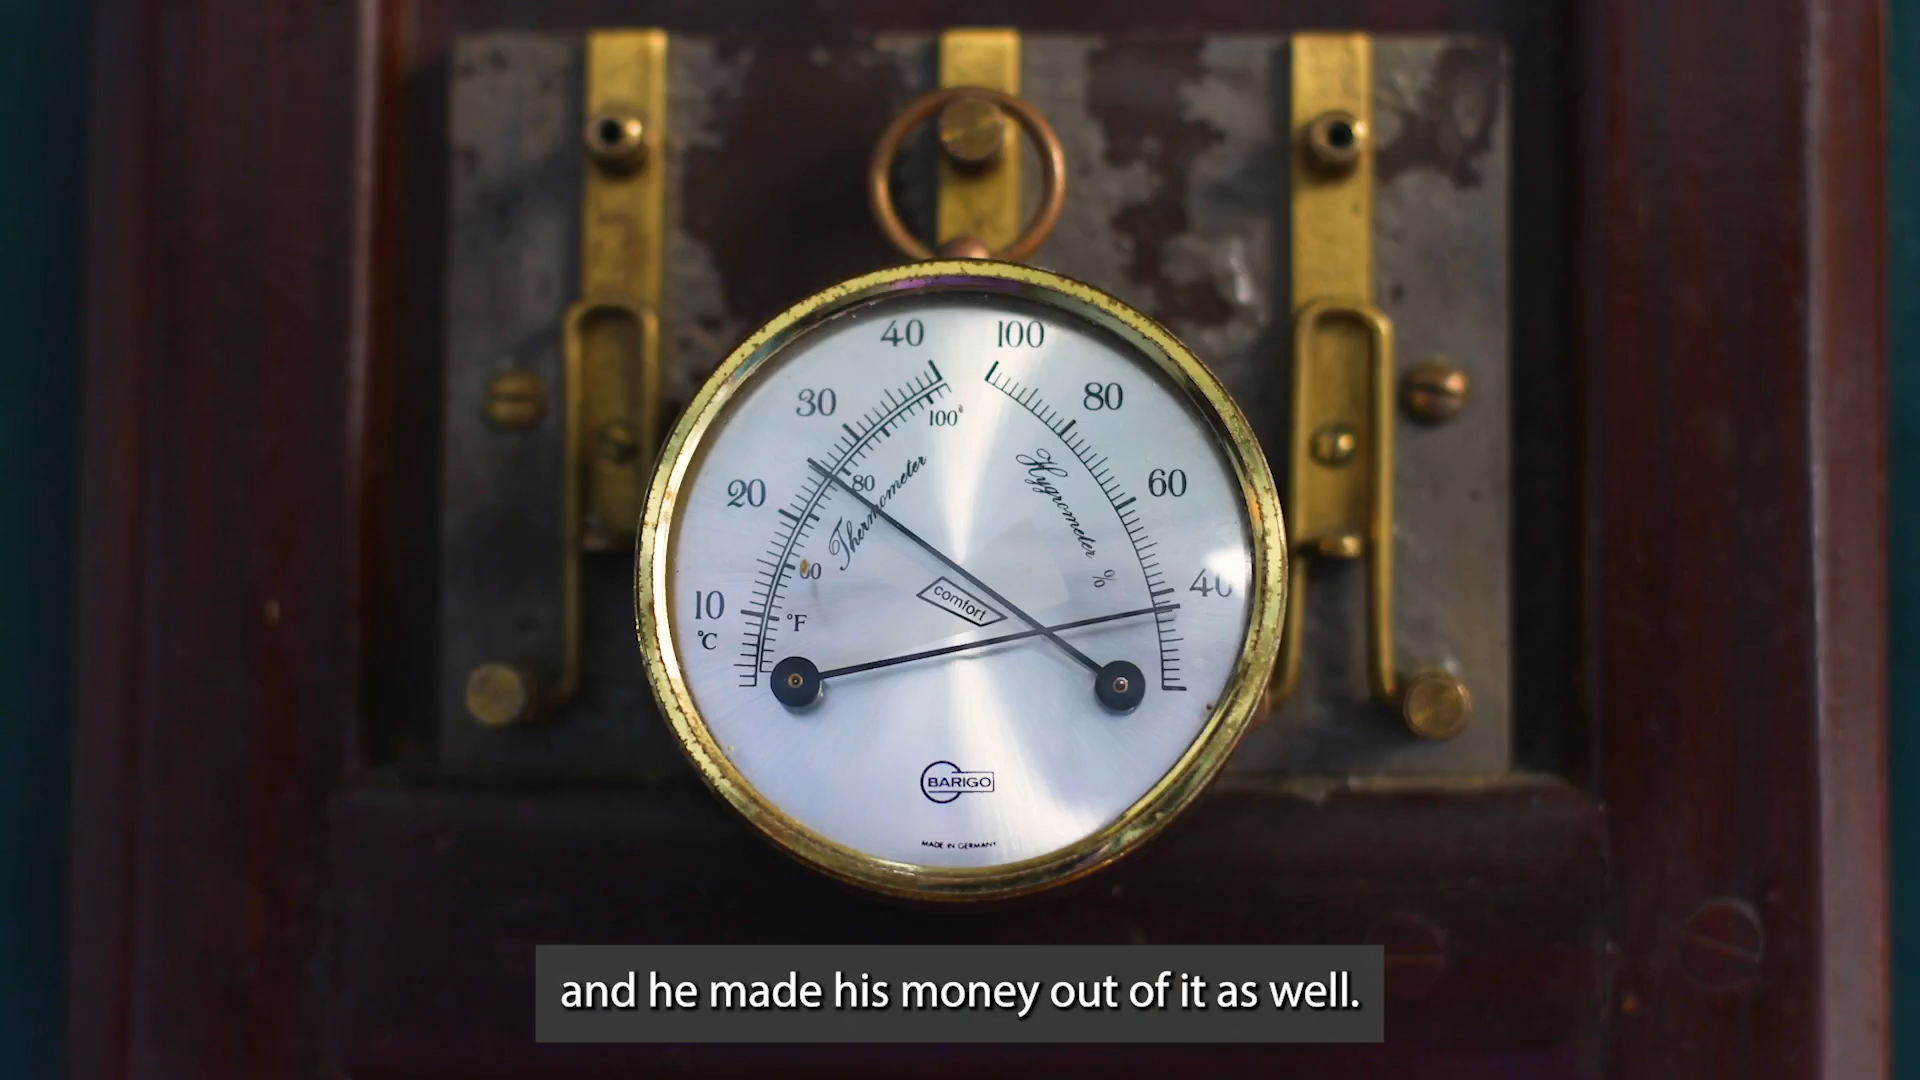 40 100
30 80
100°
20 80 60
Thermometer
Hygrometer %
60
10 40
°C °F
comfort
BARIGO
MADE IN GERMANY
and he made his money out of it as well.